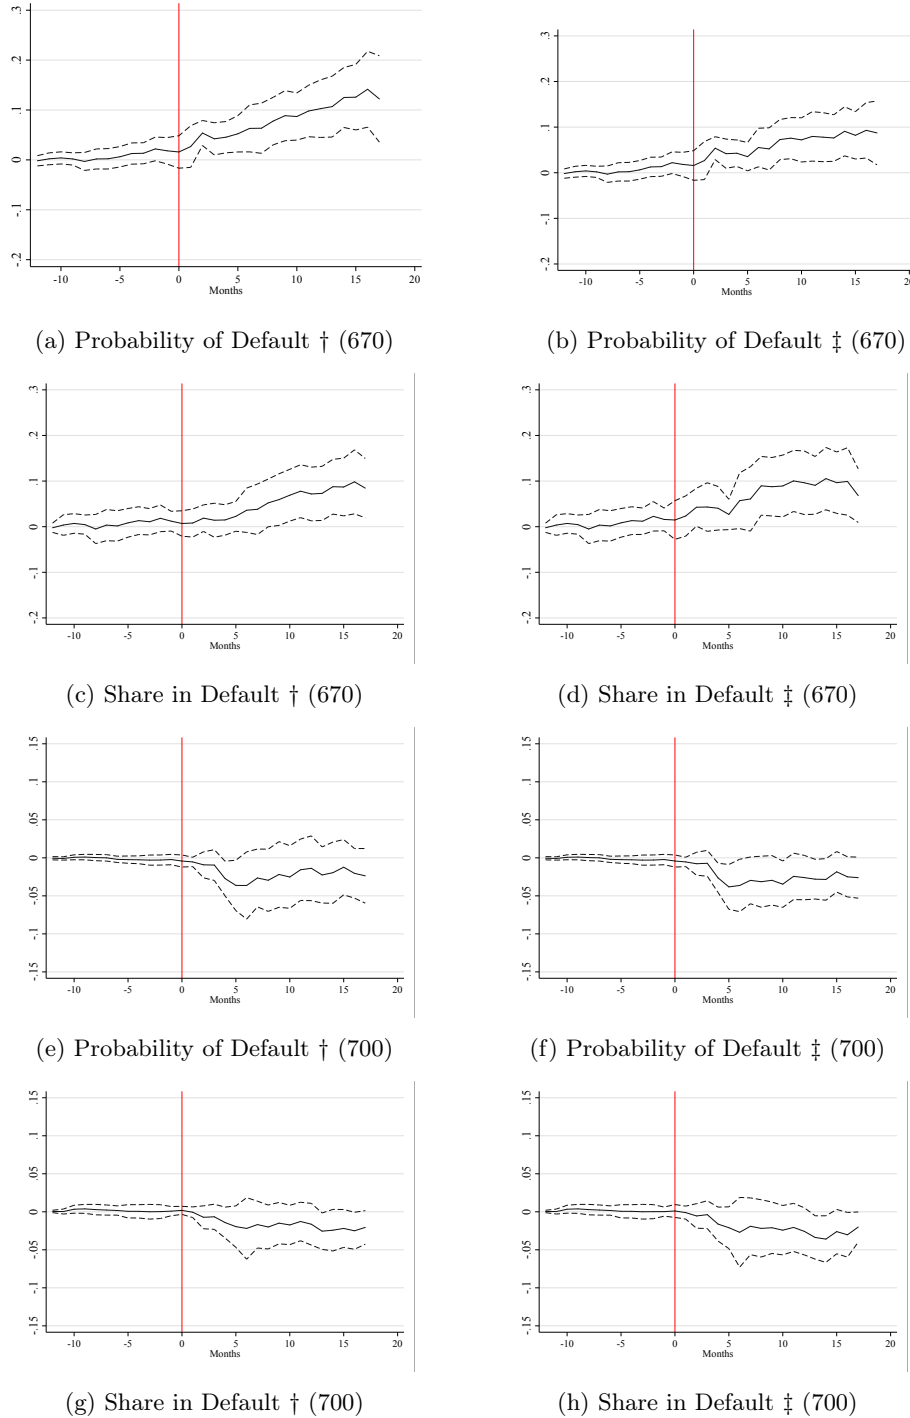 .3
.2
.1
0
-.1
-.2
-10 -5 0 5 10 15 20
Months
(a) Probability of Default † (670)
.3
.2
.1
0
-.1
-.2
-10 -5 0 5 10 15 20
Months
(b) Probability of Default ‡ (670)
.3
.2
.1
0
-.1
-.2
-10 -5 0 5 10 15 20
Months
(c) Share in Default † (670)
.3
.2
.1
0
-.1
-.2
-10 -5 0 5 10 15 20
Months
(d) Share in Default ‡ (670)
.15
.1
.05
0
-.05
-.1
-.15
-10 -5 0 5 10 15 20
Months
(e) Probability of Default † (700)
.15
.1
.05
0
-.05
-.1
-.15
-10 -5 0 5 10 15 20
Months
(f) Probability of Default ‡ (700)
.15
.1
.05
0
-.05
-.1
-.15
-10 -5 0 5 10 15 20
Months
(g) Share in Default † (700)
.15
.1
.05
0
-.05
-.1
-.15
-10 -5 0 5 10 15 20
Months
(h) Share in Default ‡ (700)